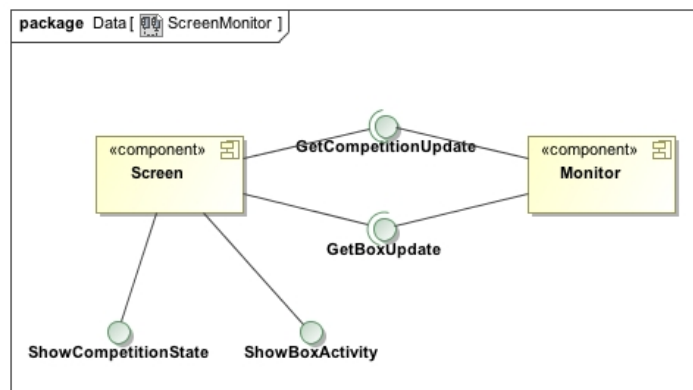 package Data [ ScreenMonitor ]
«component»
Screen
GetCompetitionUpdate
«component»
Monitor
GetBoxUpdate
ShowCompetitionState
ShowBoxActivity